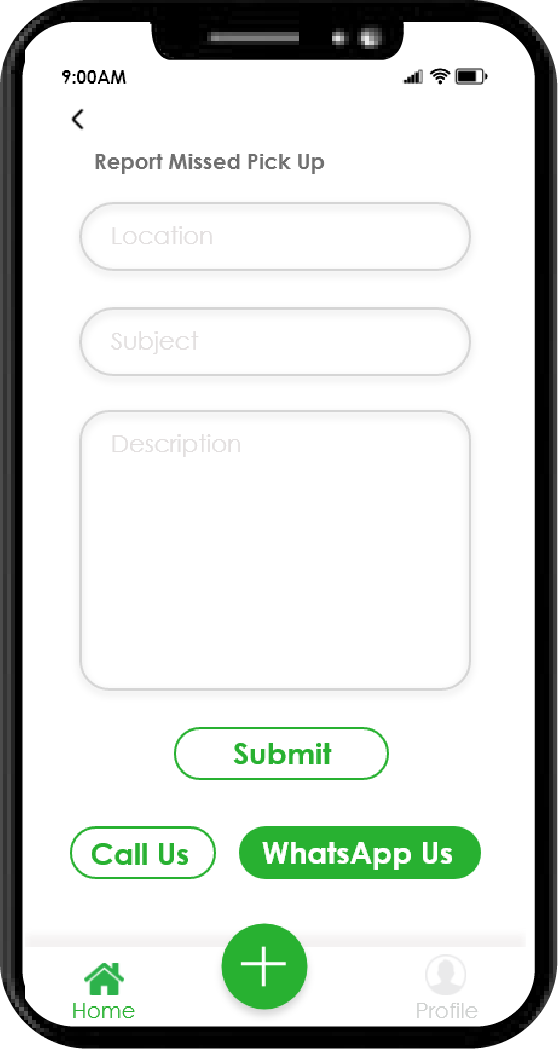 9:00AM
Report Missed Pick Up
Location
Subject
Description
Submit
Call Us WhatsApp Us
Home Profile